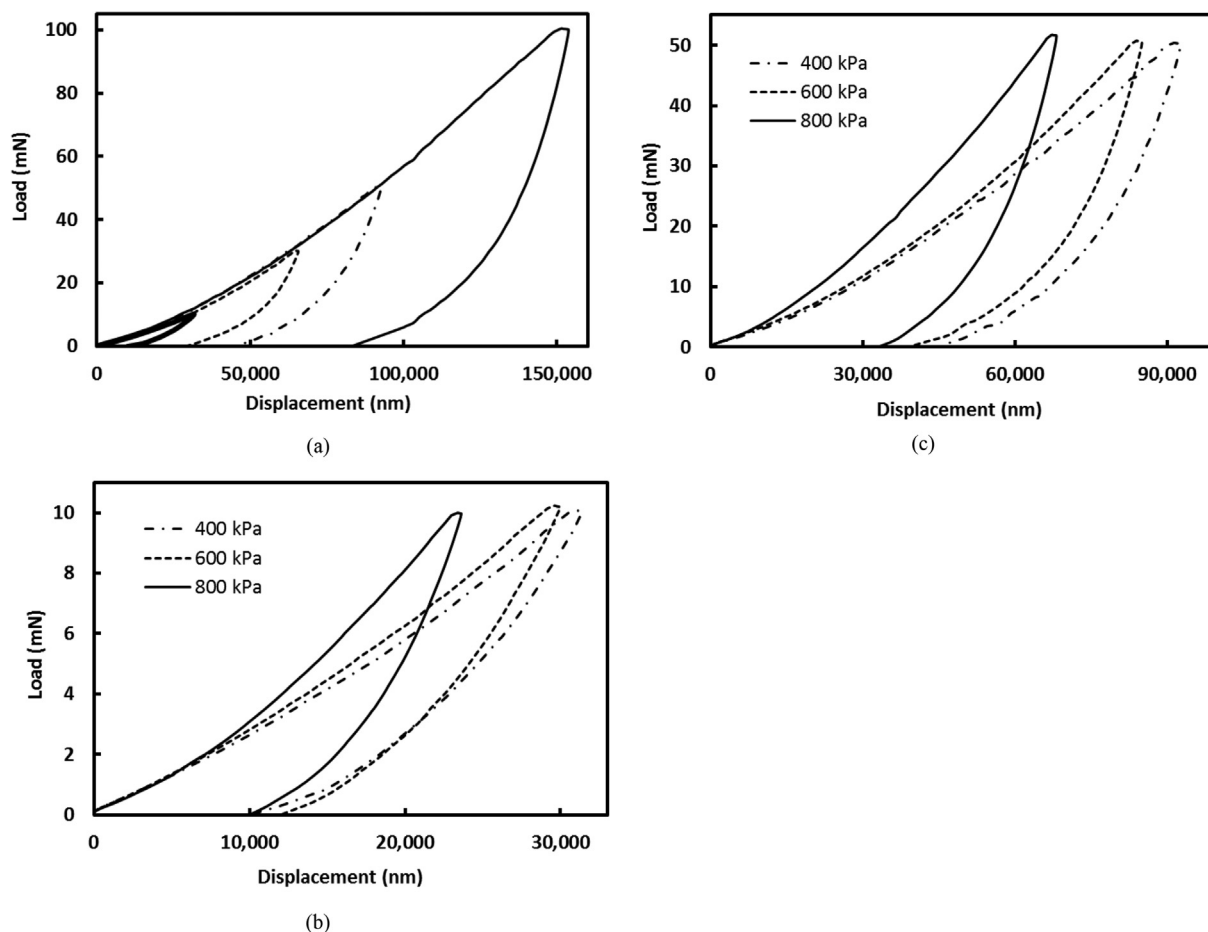 100
80
60
40
20
0
Load (mN)
0
50,000
100,000
150,000
Displacement (nm)
(a)
50
40
30
20
10
0
Load (mN)
400 kPa
600 kPa
800 kPa
0
30,000
60,000
90,000
Displacement (nm)
(c)
10
8
6
4
2
0
Load (mN)
400 kPa
600 kPa
800 kPa
0
10,000
20,000
30,000
Displacement (nm)
(b)